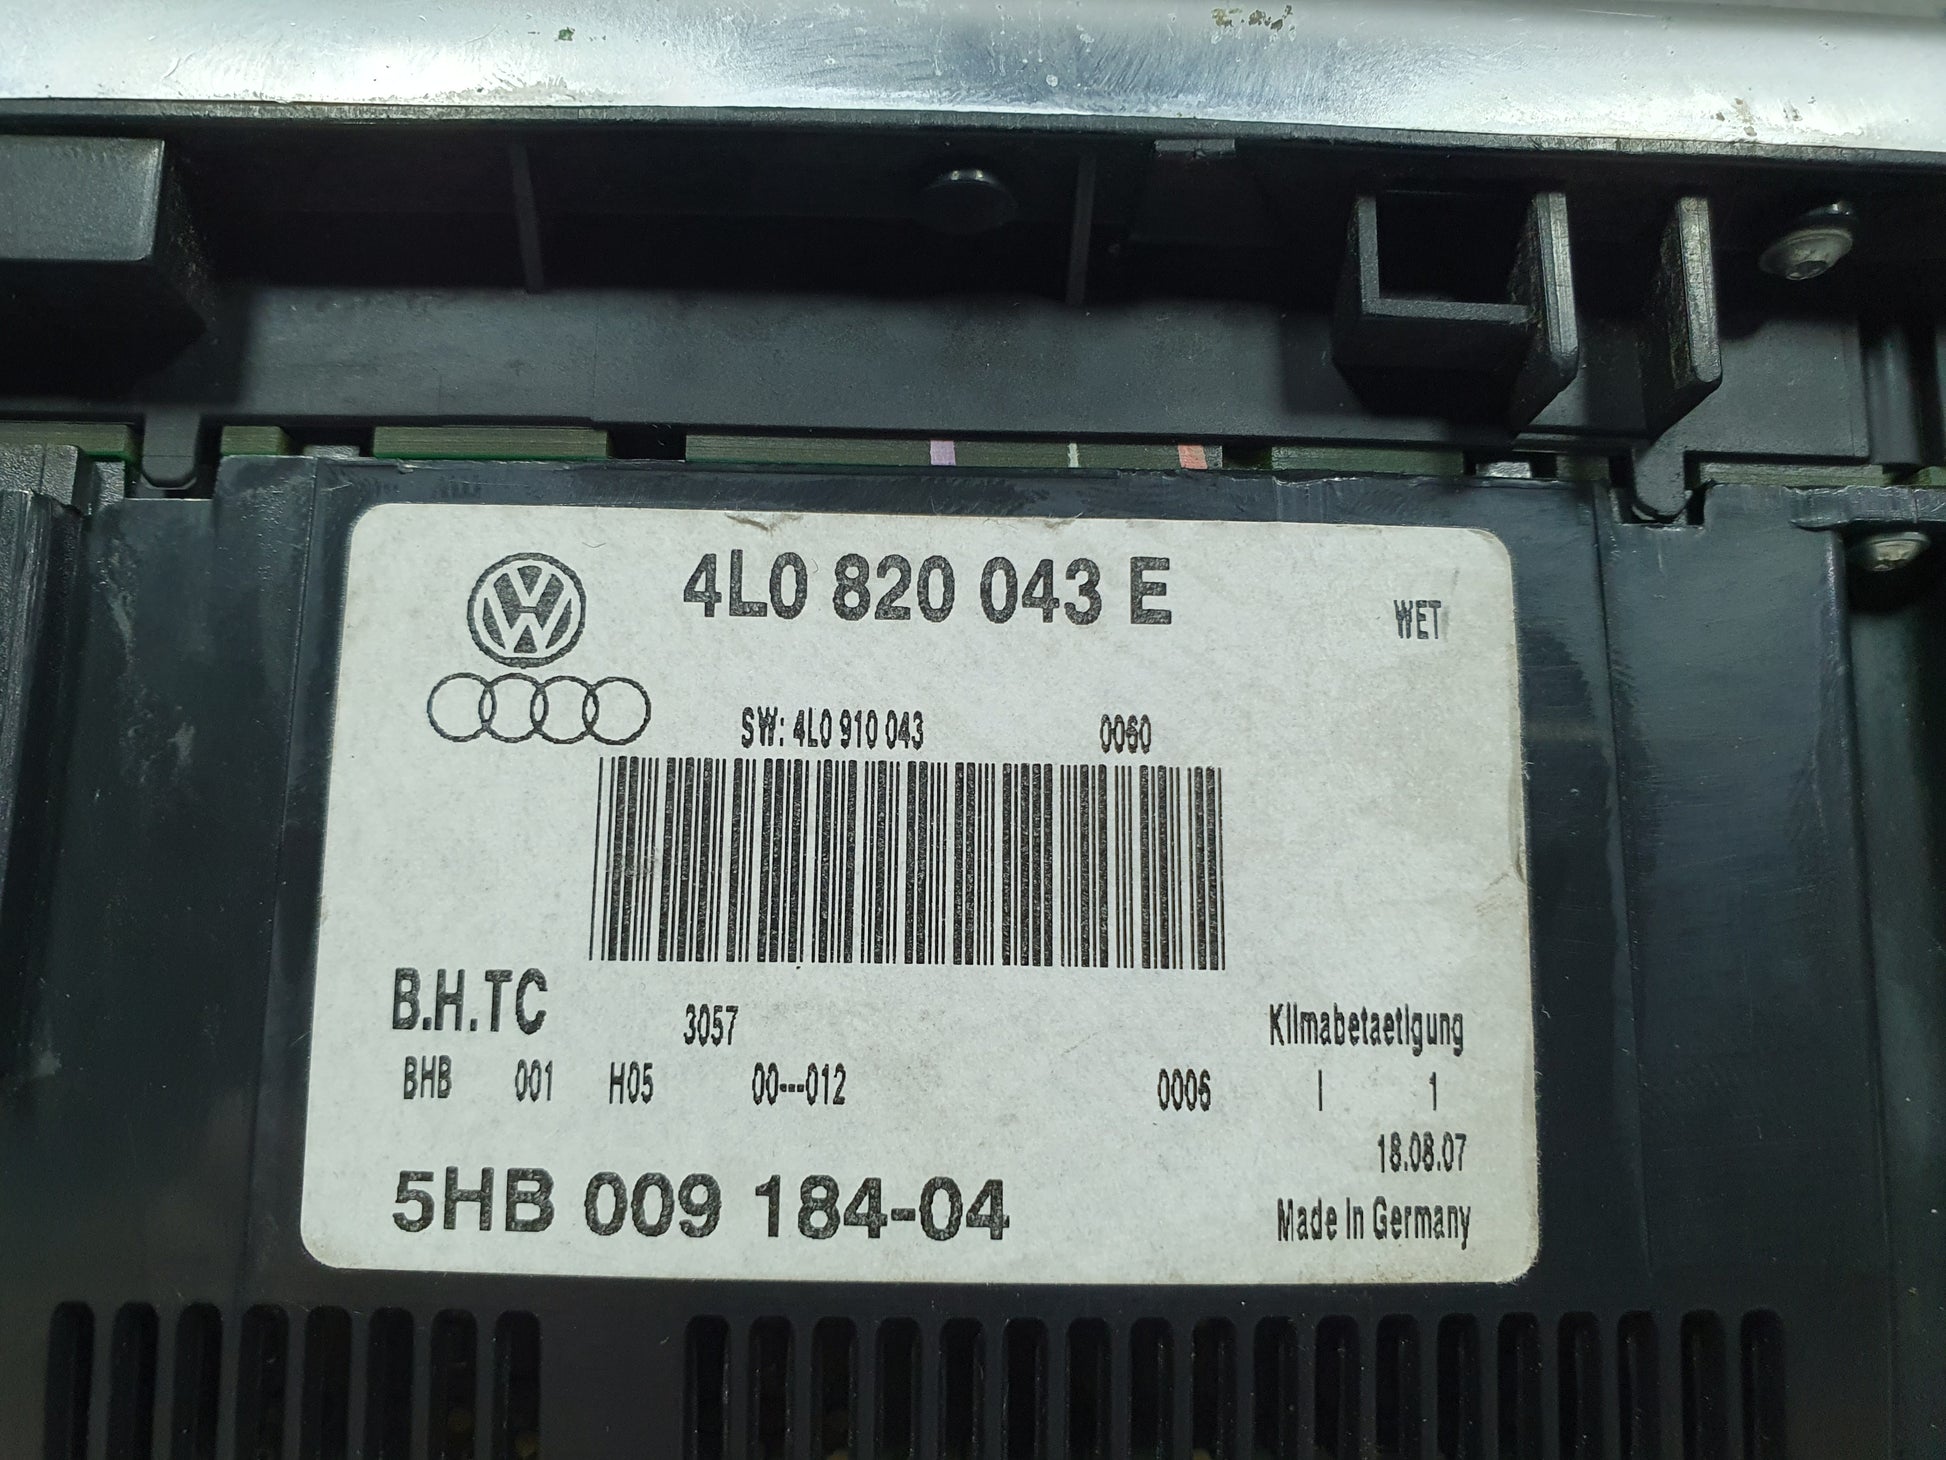 4L0 820 043 E
WET
SW: 4L0 910 043 0060
B.H.TC
3057 Klimabetaetigung
BHB 001 H05 00---012 0006 I 1
18.08.07
5HB 009 184-04 Made in Germany